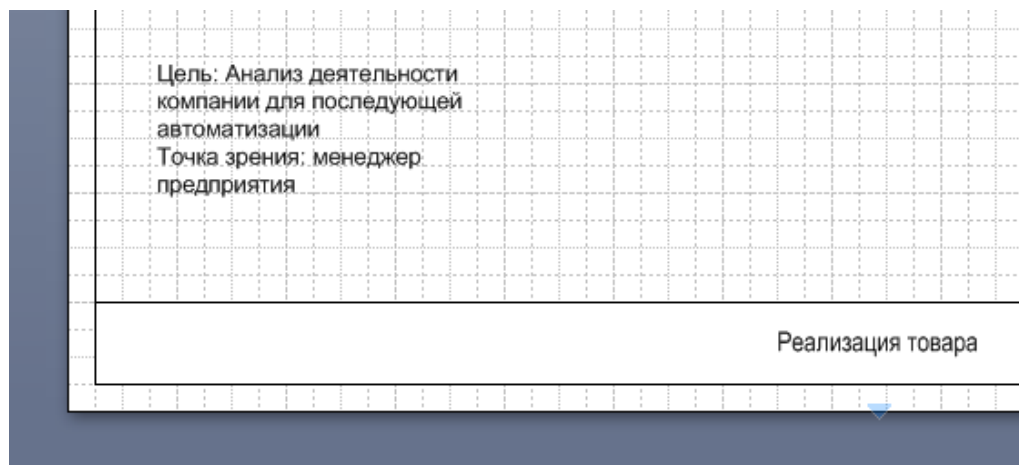 Цель: Анализ деятельности
компании для последующей
автоматизации
Точка зрения: менеджер
предприятия
Реализация товара